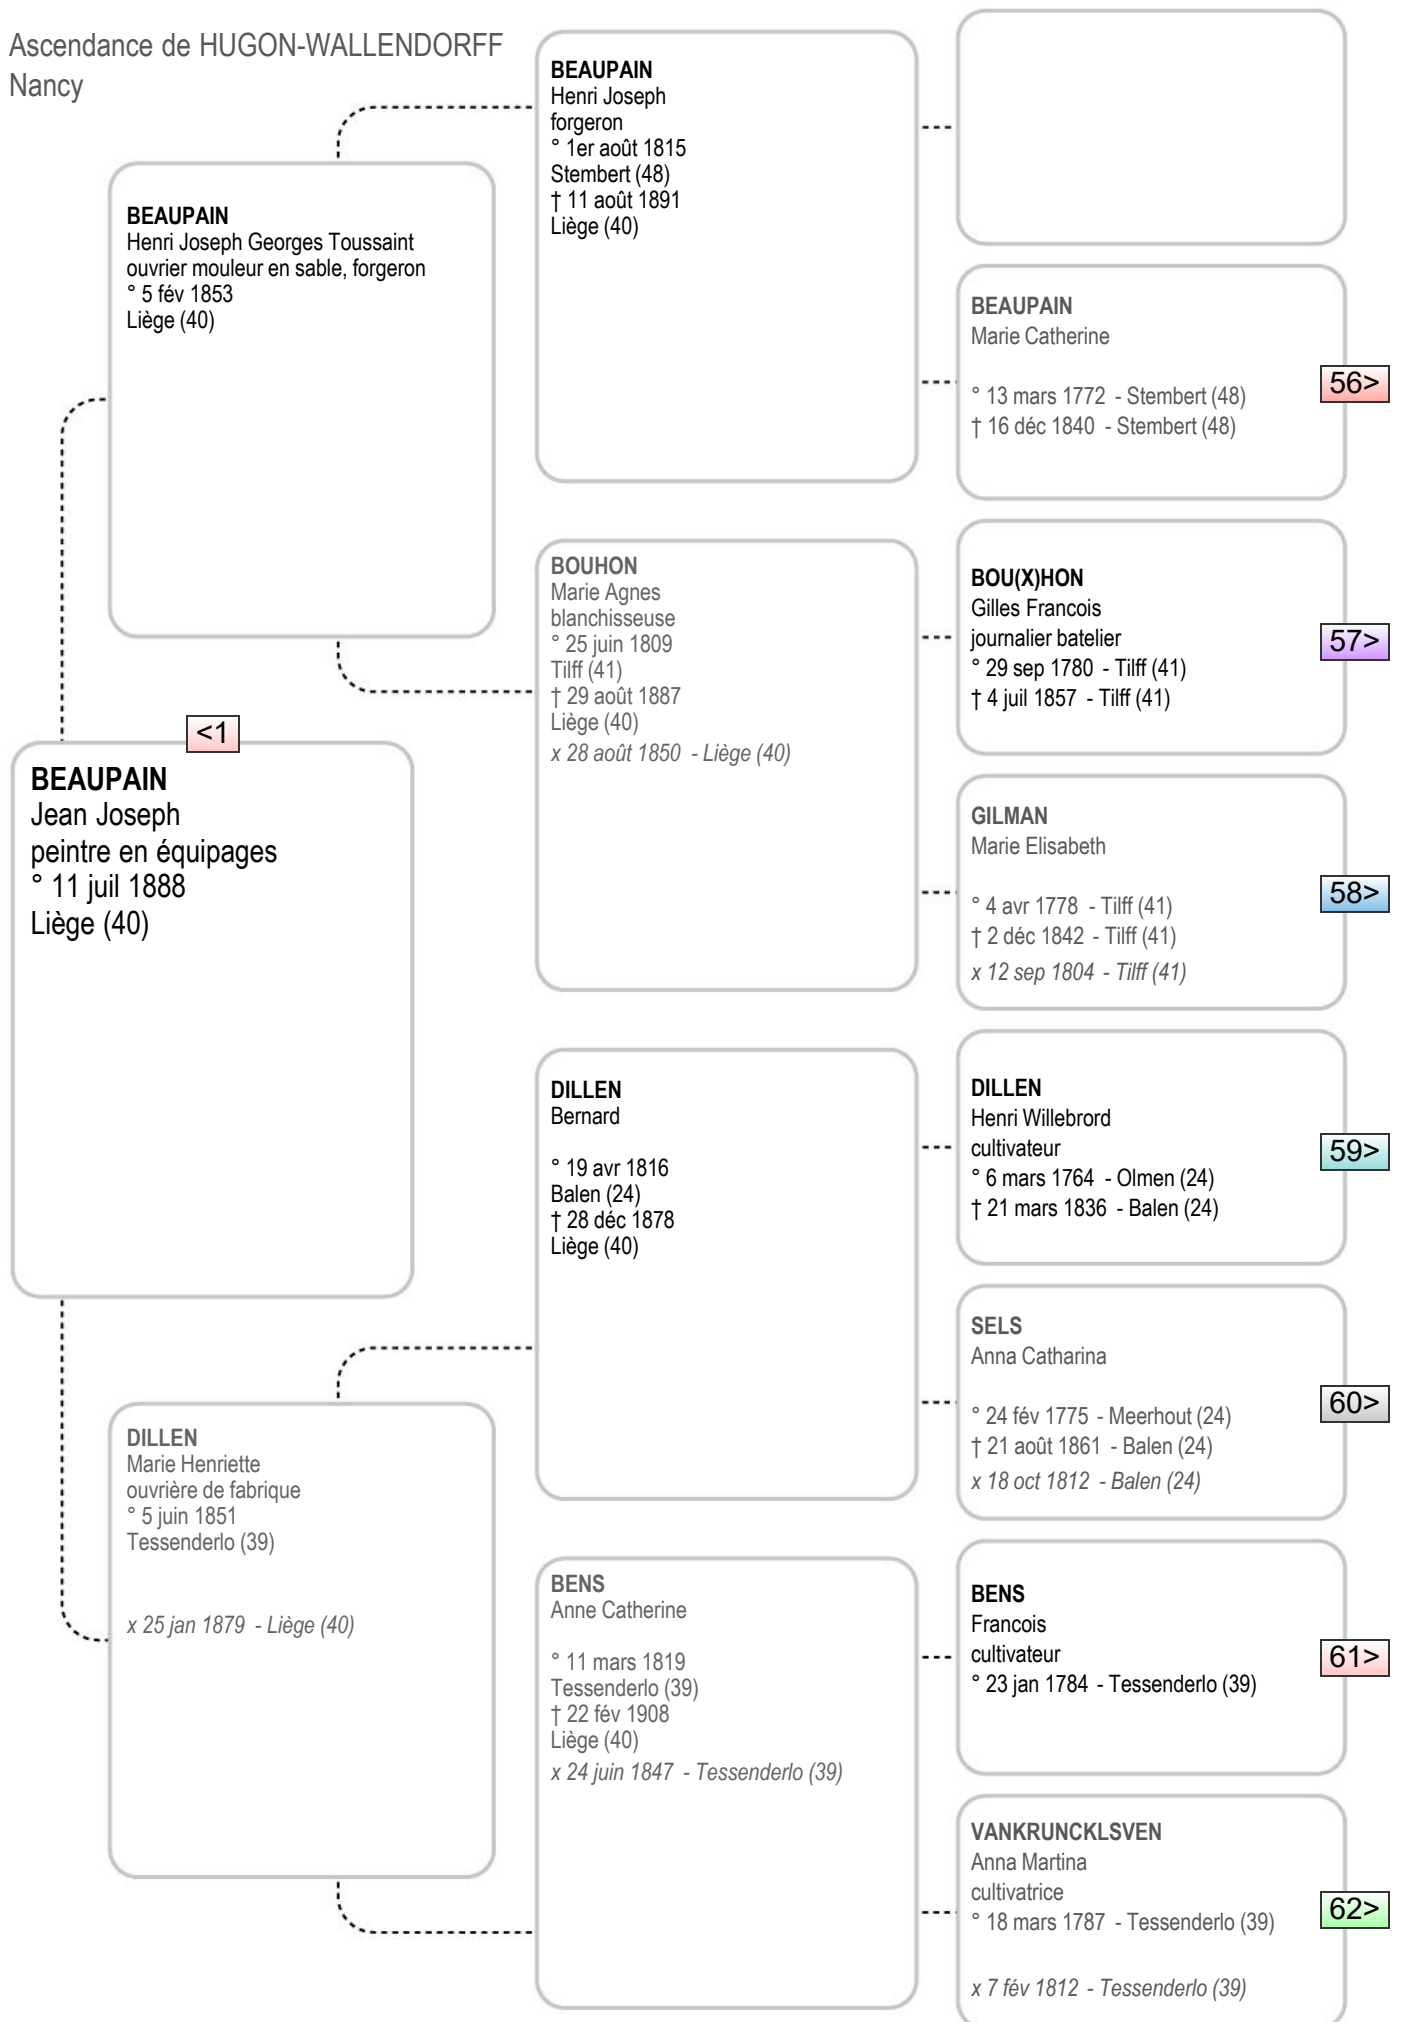 Ascendance de HUGON-WALLENDORFF
Nancy
<1
BEAUPAIN
Jean Joseph
peintre en équipages
° 11 juil 1888
Liège (40)
BEAUPAIN
Henri Joseph Georges Toussaint
ouvrier mouleur en sable, forgeron
° 5 fév 1853
Liège (40)
DILLEN
Marie Henriette
ouvrière de fabrique
° 5 juin 1851
Tessenderlo (39)
x 25 jan 1879 - Liège (40)
BEAUPAIN
Henri Joseph
forgeron
° 1er août 1815
Stembert (48)
† 11 août 1891
Liège (40)
BOUHON
Marie Agnes
blanchisseuse
° 25 juin 1809
Tilff (41)
† 29 août 1887
Liège (40)
x 28 août 1850 - Liège (40)
DILLEN
Bernard
° 19 avr 1816
Balen (24)
† 28 déc 1878
Liège (40)
BENS
Anne Catherine
° 11 mars 1819
Tessenderlo (39)
† 22 fév 1908
Liège (40)
x 24 juin 1847 - Tessenderlo (39)
BEAUPAIN
Marie Catherine
° 13 mars 1772 - Stembert (48)
† 16 déc 1840 - Stembert (48)
56>
BOU(X)HON
Gilles Francois
journalier batelier
° 29 sep 1780 - Tilff (41)
† 4 juil 1857 - Tilff (41)
57>
GILMAN
Marie Elisabeth
° 4 avr 1778 - Tilff (41)
† 2 déc 1842 - Tilff (41)
x 12 sep 1804 - Tilff (41)
58>
DILLEN
Henri Willebrord
cultivateur
° 6 mars 1764 - Olmen (24)
† 21 mars 1836 - Balen (24)
59>
SELS
Anna Catharina
° 24 fév 1775 - Meerhout (24)
† 21 août 1861 - Balen (24)
x 18 oct 1812 - Balen (24)
60>
BENS
Francois
cultivateur
° 23 jan 1784 - Tessenderlo (39)
61>
VANKRUNCKLSVEN
Anna Martina
cultivatrice
° 18 mars 1787 - Tessenderlo (39)
x 7 fév 1812 - Tessenderlo (39)
62>